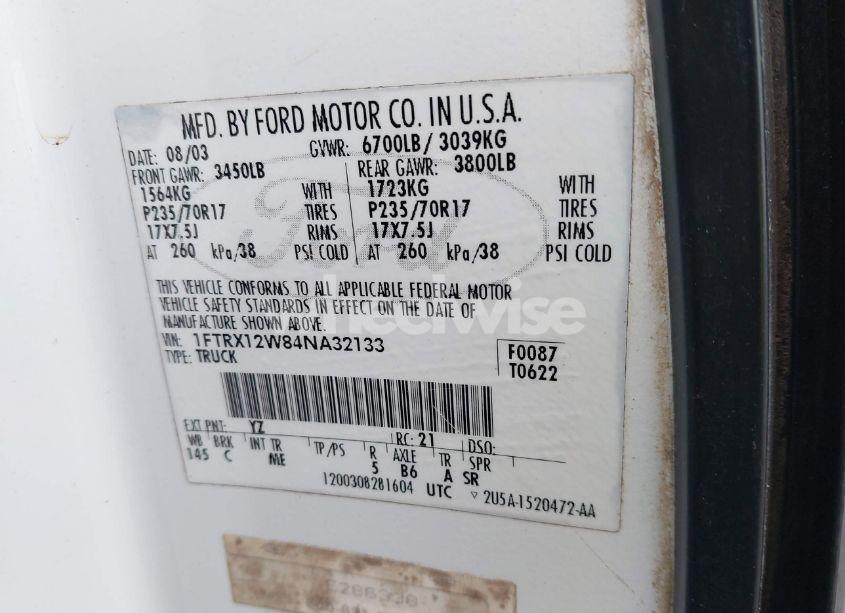 MFD. BY FORD MOTOR CO. IN U.S.A.
DATE: 08/03 GVWR: 6700LB/ 3039KG
FRONT GAWR: 3450LB REAR GAWR: 3800LB
1564KG WITH 1723KG WITH
P235/70R17 TIRES P235/70R17 TIRES
17X7.5J RIMS 17X7.5J RIMS
AT 260 kPa/38 PSI COLD AT 260 kPa/38 PSI COLD
Ford
THIS VEHICLE CONFORMS TO ALL APPLICABLE FEDERAL MOTOR
VEHICLE SAFETY STANDARDS IN EFFECT ON THE DATE OF
MANUFACTURE SHOWN ABOVE.
VIN: 1FTRX12W84NA32133 F0087
TYPE: TRUCK T0622
EXT PNT: YZ RC: 21 DSO:
WB BRK INT TR TP/PS R AXLE TR SPR
145 C ME 5 B6 A SR
1200308281604 UTC ▽ 2U5A-1520472-AA